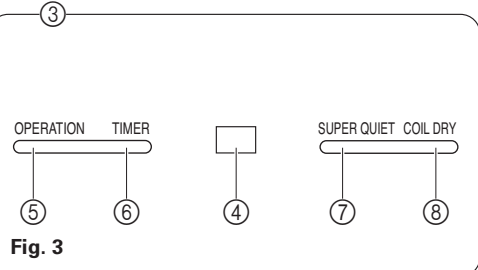 ③
OPERATION TIMER SUPER QUIET COIL DRY
⑤ ⑥ ④ ⑦ ⑧
Fig. 3